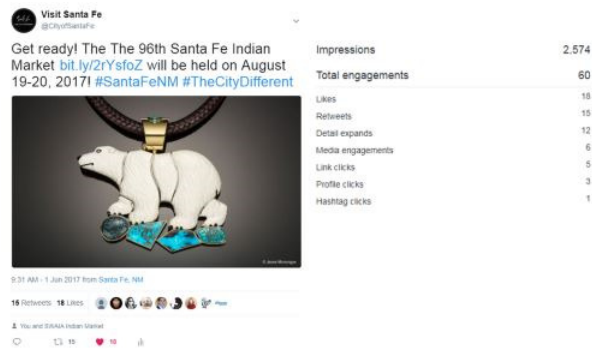 Visit Santa Fe
@CityofSantaFe
Get ready! The The 96th Santa Fe Indian
Market bit.ly/2rYsfoZ will be held on August
19-20, 2017! #SantaFeNM #TheCityDifferent
9:31 AM - 1 Jun 2017 from Santa Fe, NM
15 Retweets 18 Likes
You and SWAIA Indian Market
15 18
Impressions 2,574
Total engagements 60
Likes 18
Retweets 15
Detail expands 12
Media engagements 6
Link clicks 5
Profile clicks 3
Hashtag clicks 1